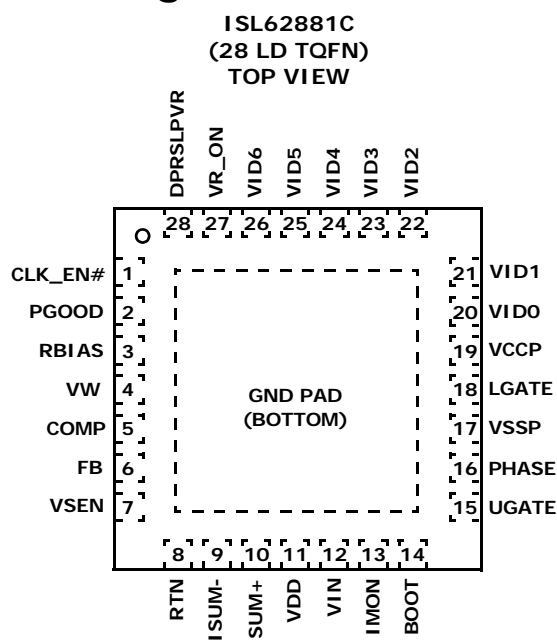 g
ISL62881C
(28 LD TQFN)
TOP VIEW
DPRSLPVR
VR_ON
VID6
VID5
VID4
VID3
VID2
28 27 26 25 24 23 22
CLK_EN# 1
PGOOD 2
RBIAS 3
VW 4
COMP 5
FB 6
VSEN 7
GND PAD
(BOTTOM)
21 VID1
20 VID0
19 VCCP
18 LGATE
17 VSSP
16 PHASE
15 UGATE
8 9 10 11 12 13 14
RTN
ISUM-
SUM+
VDD
VIN
IMON
BOOT